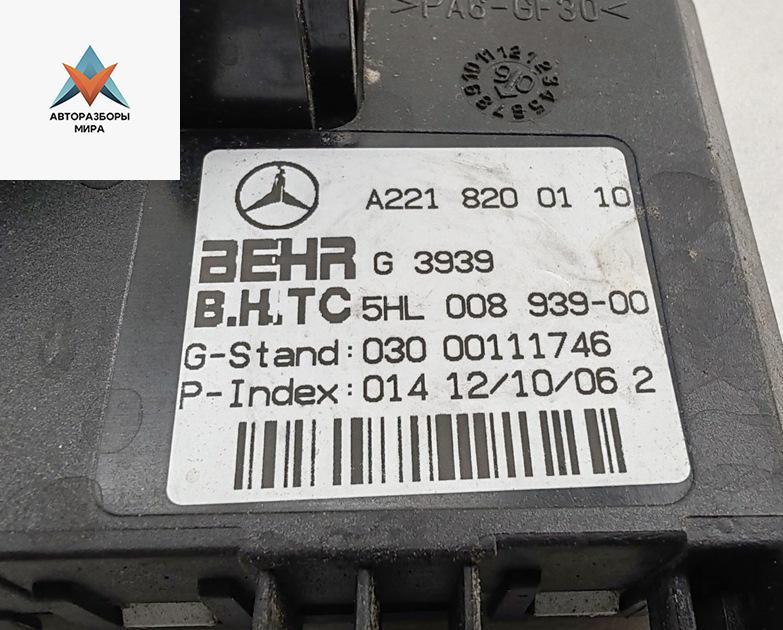 >PA6-GF30<
АВТОРАЗБОРЫ
МИРА
A221 820 01 10
BEHR G 3939
B.H.TC 5HL 008 939-00
G-Stand:030 00111746
P-Index:014 12/10/06 2